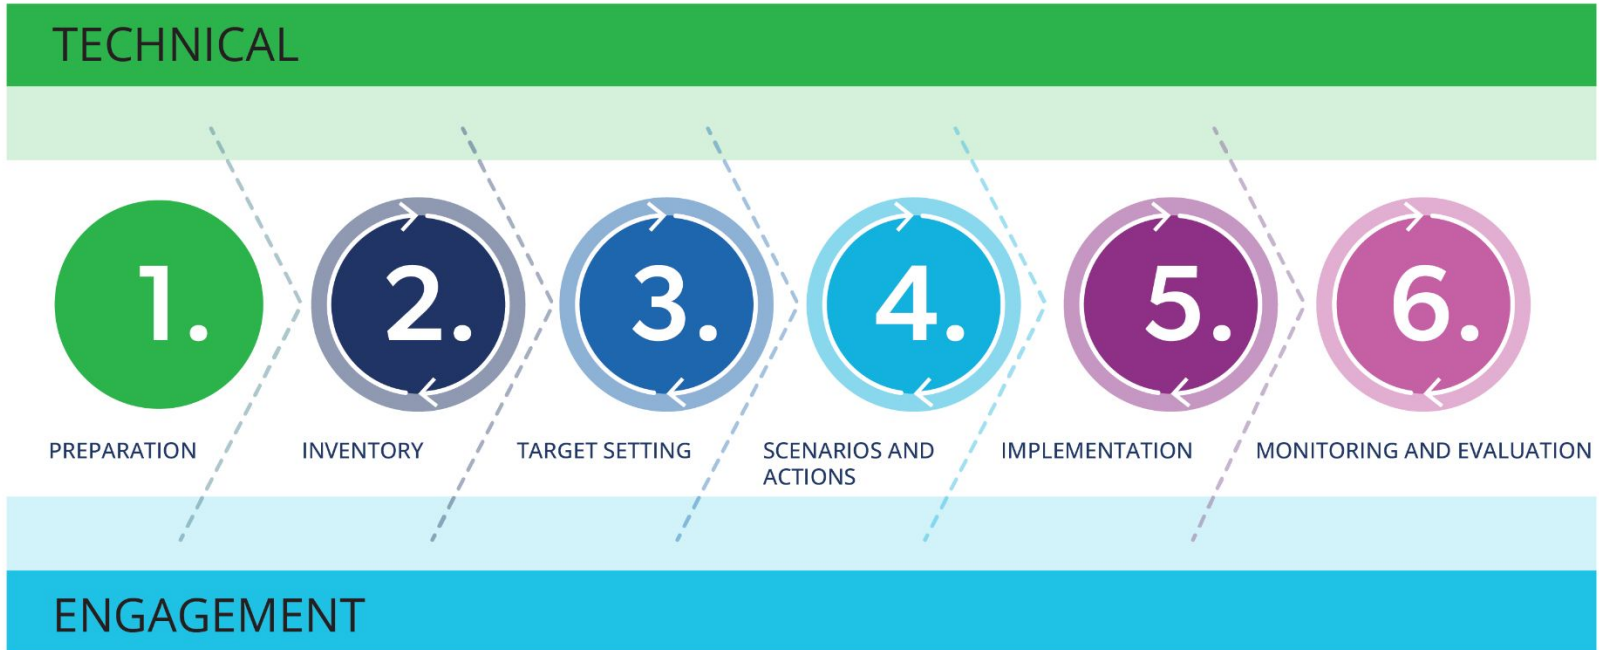 TECHNICAL
1.
2.
3.
4.
5.
6.
PREPARATION
INVENTORY
TARGET SETTING
SCENARIOS AND
ACTIONS
IMPLEMENTATION
MONITORING AND EVALUATION
ENGAGEMENT